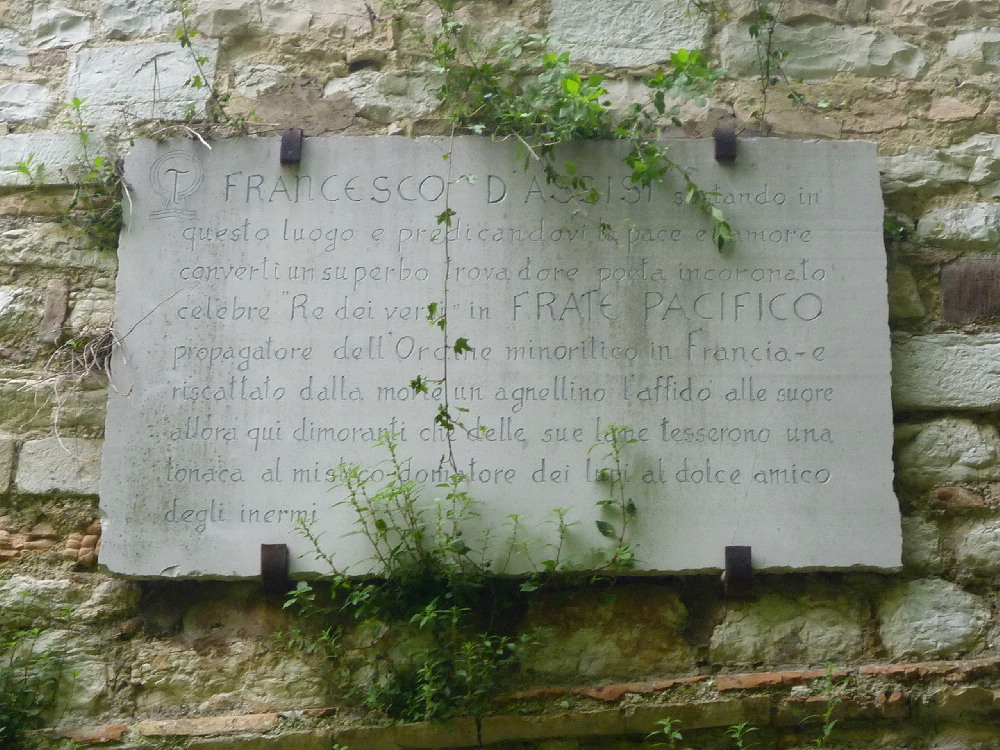 T FRANCESCO D'ASSISI sostando in
questo luogo e predicandovi la pace e l'amore
convertì un superbo trovadore poeta incoronato
celebre "Re dei versi" in FRATE PACIFICO
propagatore dell'Ordine minoritico in Francia - e
riscattato dalla morte un agnellino l'affidò alle suore
allora qui dimoranti che delle sue lane tesserono una
tonaca al mistico domatore dei lupi al dolce amico
degli inermi